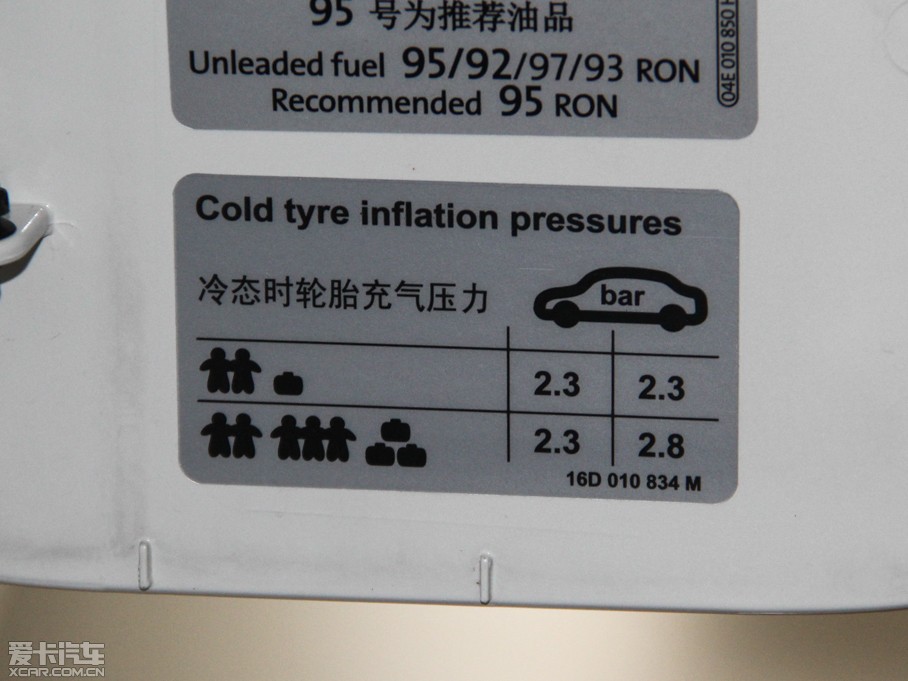 95 号为推荐油品
Unleaded fuel 95/92/97/93 RON
Recommended 95 RON
04E 010 850 H
Cold tyre inflation pressures
冷态时轮胎充气压力
bar
2.3 2.3
2.3 2.8
16D 010 834 M
爱卡汽车
XCAR.COM.CN